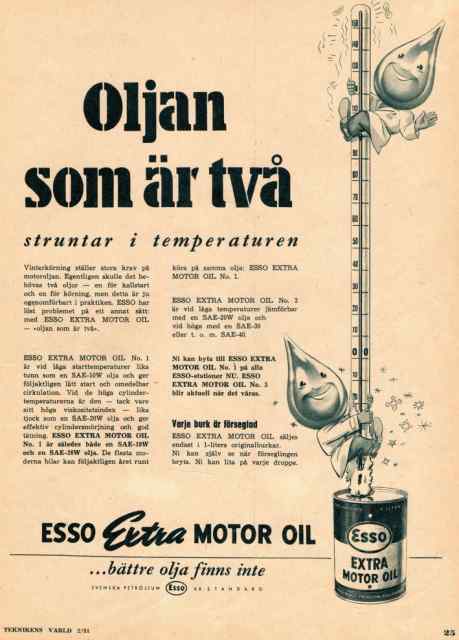 Oljan
som är två
struntar i temperaturen
Vinterkörning ställer stora krav på
motoroljan. Egentligen skulle det be-
hövas två oljor — en för kallstart
och en för körning, men detta är ju
ogenomförbart i praktiken. ESSO har
löst problemet på ett annat sätt:
med ESSO EXTRA MOTOR OIL
— »oljan som är två».
ESSO EXTRA MOTOR OIL No. 1
är vid låga starttemperaturer lika
tunn som en SAE-10W olja och ger
följaktligen lätt start och omedelbar
cirkulation. Vid de höga cylinder-
temperaturerna är den — tack vare
sitt höga viskositetsindex — lika
tjock som en SAE-20W olja och ger
effektiv cylindersmörjning och god
tätning. ESSO EXTRA MOTOR OIL
No. 1 är således både en SAE-10W
och en SAE-20W olja. De flesta mo-
derna bilar kan följaktligen året runt
köra på samma olja: ESSO EXTRA
MOTOR OIL No. 1.
ESSO EXTRA MOTOR OIL No. 3
är vid låga temperaturer jämförbar
med en SAE-20W olja och
vid höga med en SAE-30
eller t. o. m. SAE-40.
Ni kan byta till ESSO EXTRA
MOTOR OIL No. 1 på alla
ESSO-stationer NU. ESSO
EXTRA MOTOR OIL No. 3
blir aktuell när det våras.
Varje burk är förseglad
ESSO EXTRA MOTOR OIL säljes
endast i 1-liters originalburkar.
Ni kan själv se när förseglingen
bryts. Ni kan lita på varje droppe.
ESSO Extra MOTOR OIL
...bättre olja finns inte
SVENSKA PETROLEUM Esso AB. STANDARD
Esso
EXTRA
MOTOR OIL
TEKNIKENS VÄRLD 2/51
25